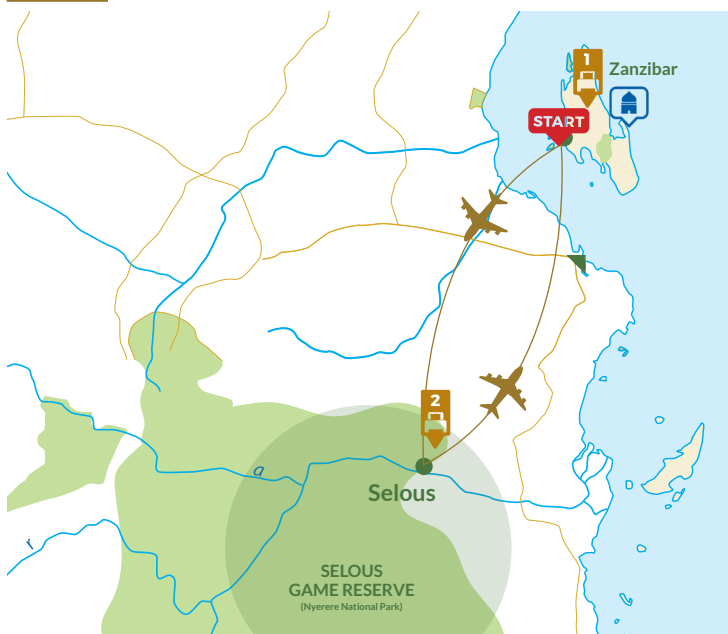 1
Zanzibar
START
2
a
Selous
r
SELOUS
GAME RESERVE
(Nyerere National Park)